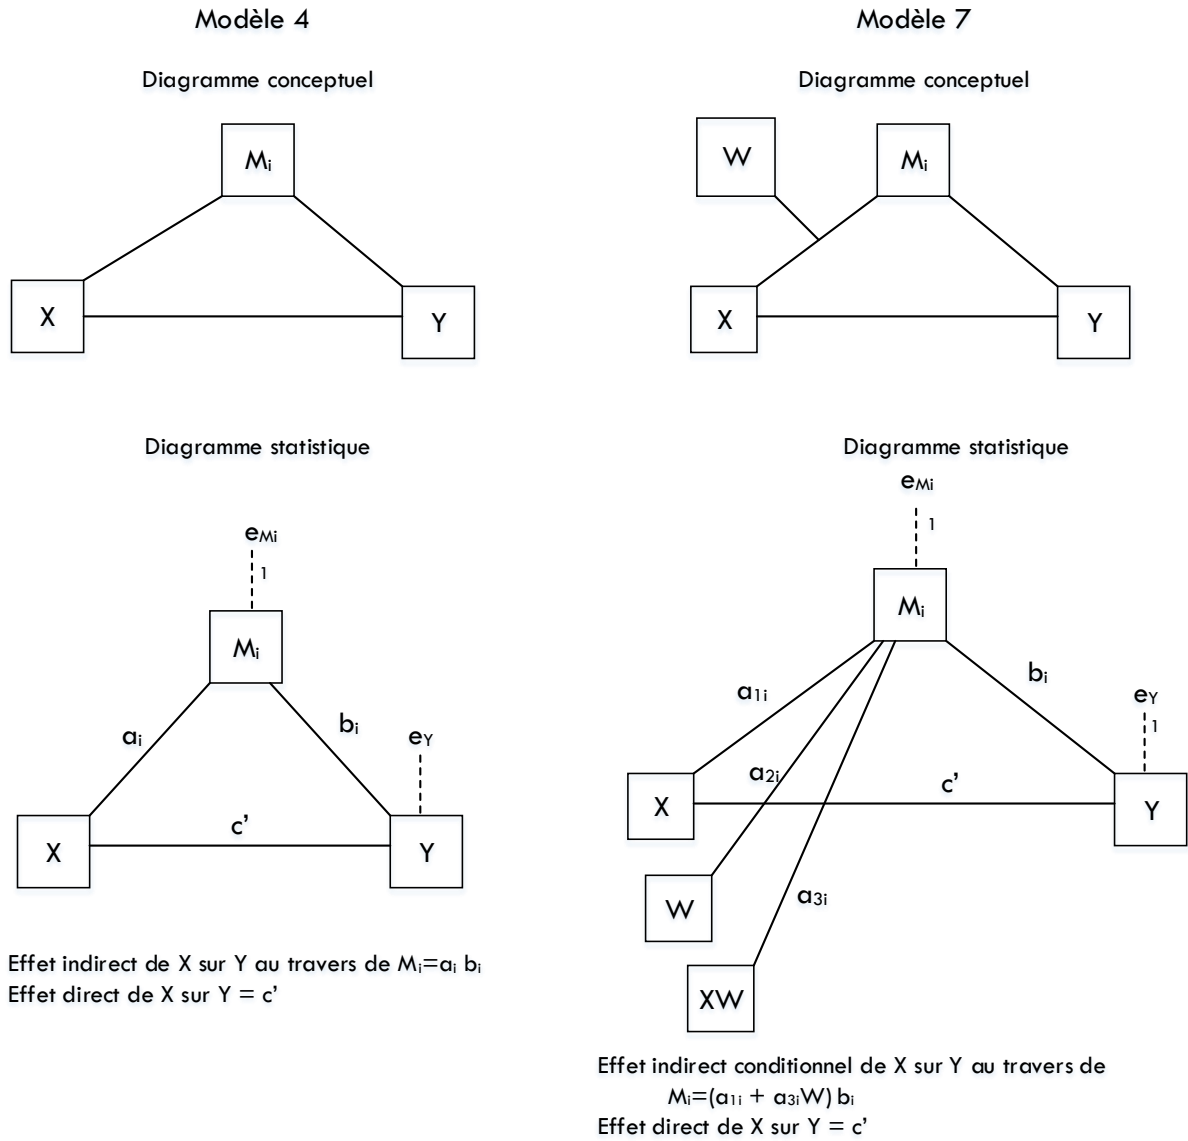 Modèle 4
Diagramme conceptuel
Mi
X
Y
Diagramme statistique
eMi
1
Mi
ai
bi
eY
c’
X
Y
Effet indirect de X sur Y au travers de Mi=ai bi
Effet direct de X sur Y = c’
Modèle 7
Diagramme conceptuel
W
Mi
X
Y
Diagramme statistique
eMi
1
Mi
a1i
bi
eY
1
a2i
c’
X
Y
W
a3i
XW
Effet indirect conditionnel de X sur Y au travers de
Mi=(a1i + a3iW) bi
Effet direct de X sur Y = c’